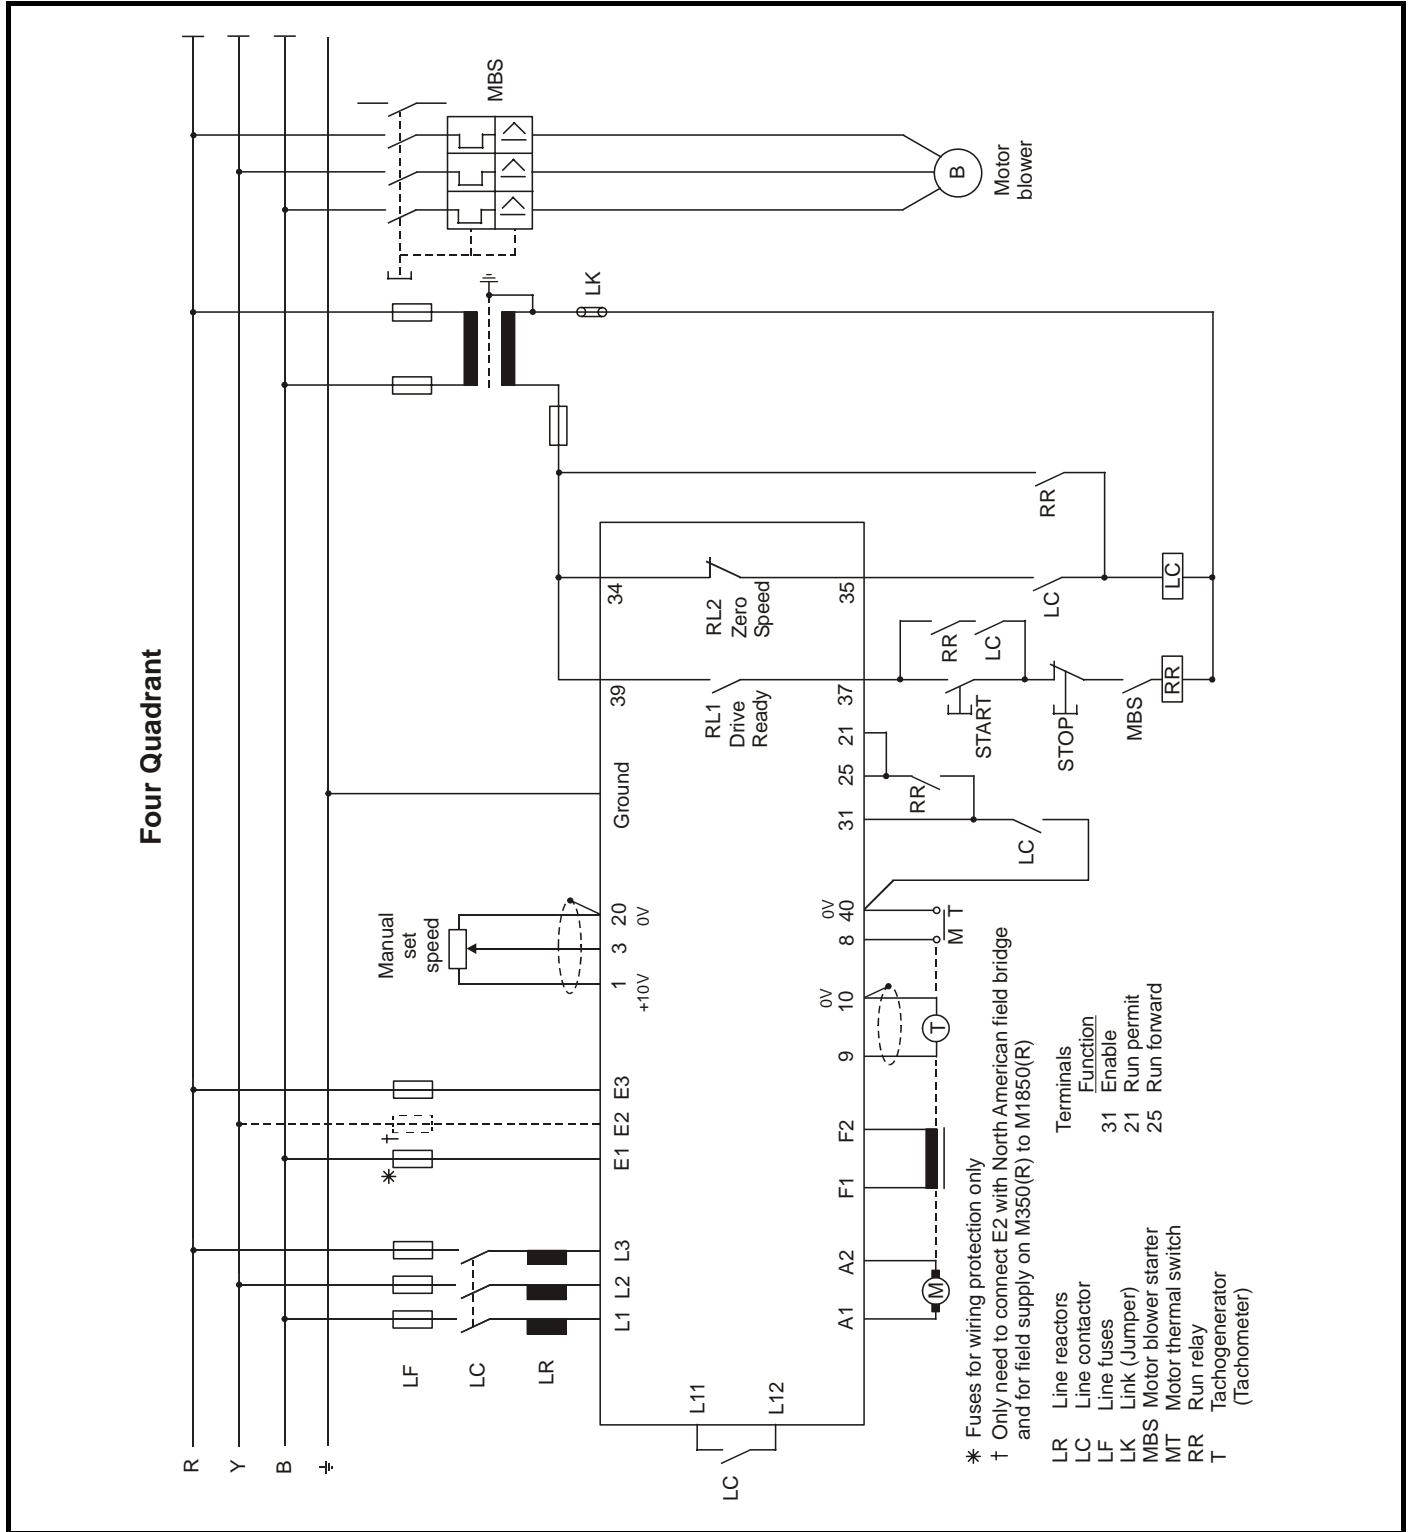 Four Quadrant
R
Y
B
LF
LC
LR
*
†
Manual
set
speed
MBS
B
Motor
blower
LK
L1
L2
L3
E1
E2
E3
1
+10V
3
20
0V
Ground
39
34
RL1
Drive
Ready
RL2
Zero
Speed
L11
L12
LC
A1
A2
F1
F2
9
10
0V
8
40
0V
31
25
21
37
35
M
T
M T
LC
RR
START
RR
LC
STOP
MBS
RR
LC
RR
LC
* Fuses for wiring protection only
† Only need to connect E2 with North American field bridge
and for field supply on M350(R) to M1850(R)
LR Line reactors
LC Line contactor
LF Line fuses
LK Link (Jumper)
MBS Motor blower starter
MT Motor thermal switch
RR Run relay
T Tachogenerator
(Tachometer)
Terminals
Function
31 Enable
21 Run permit
25 Run forward